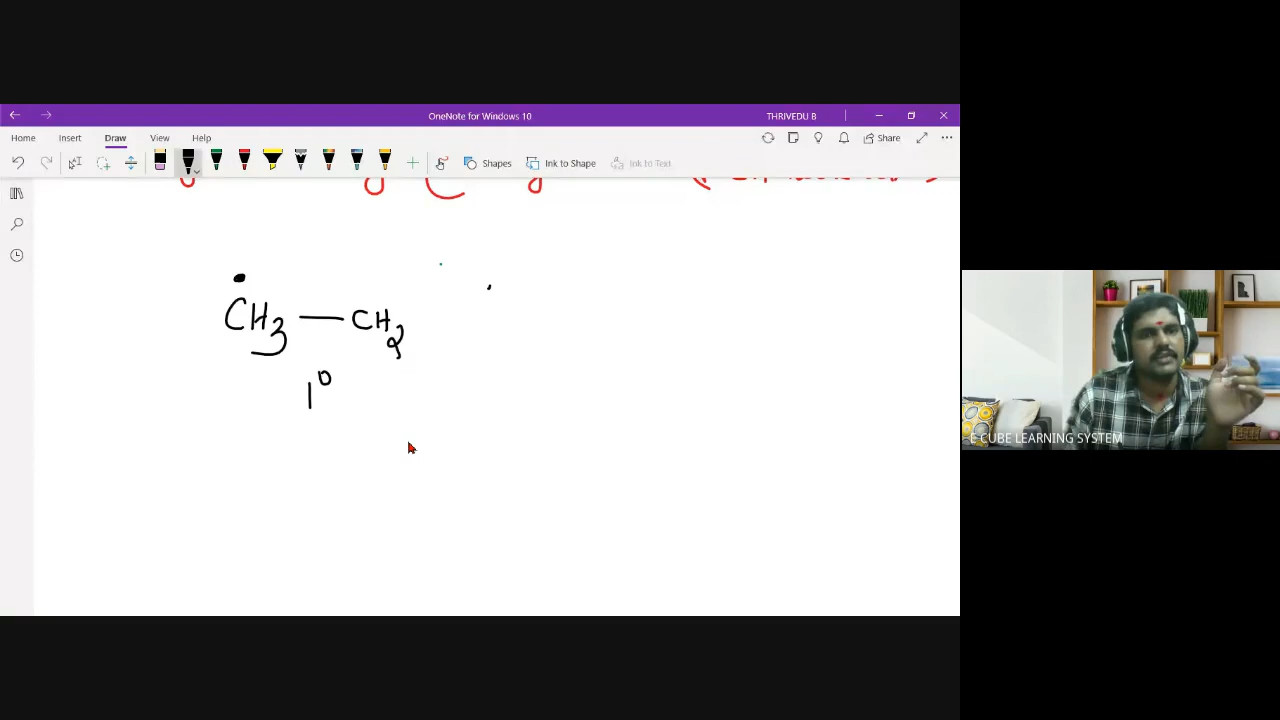 OneNote for Windows 10
THRIVEDU B
Home Insert Draw View Help
Share
Shapes Ink to Shape Ink to Text
CH3 — CH2
1°
E CUBE LEARNING SYSTEM